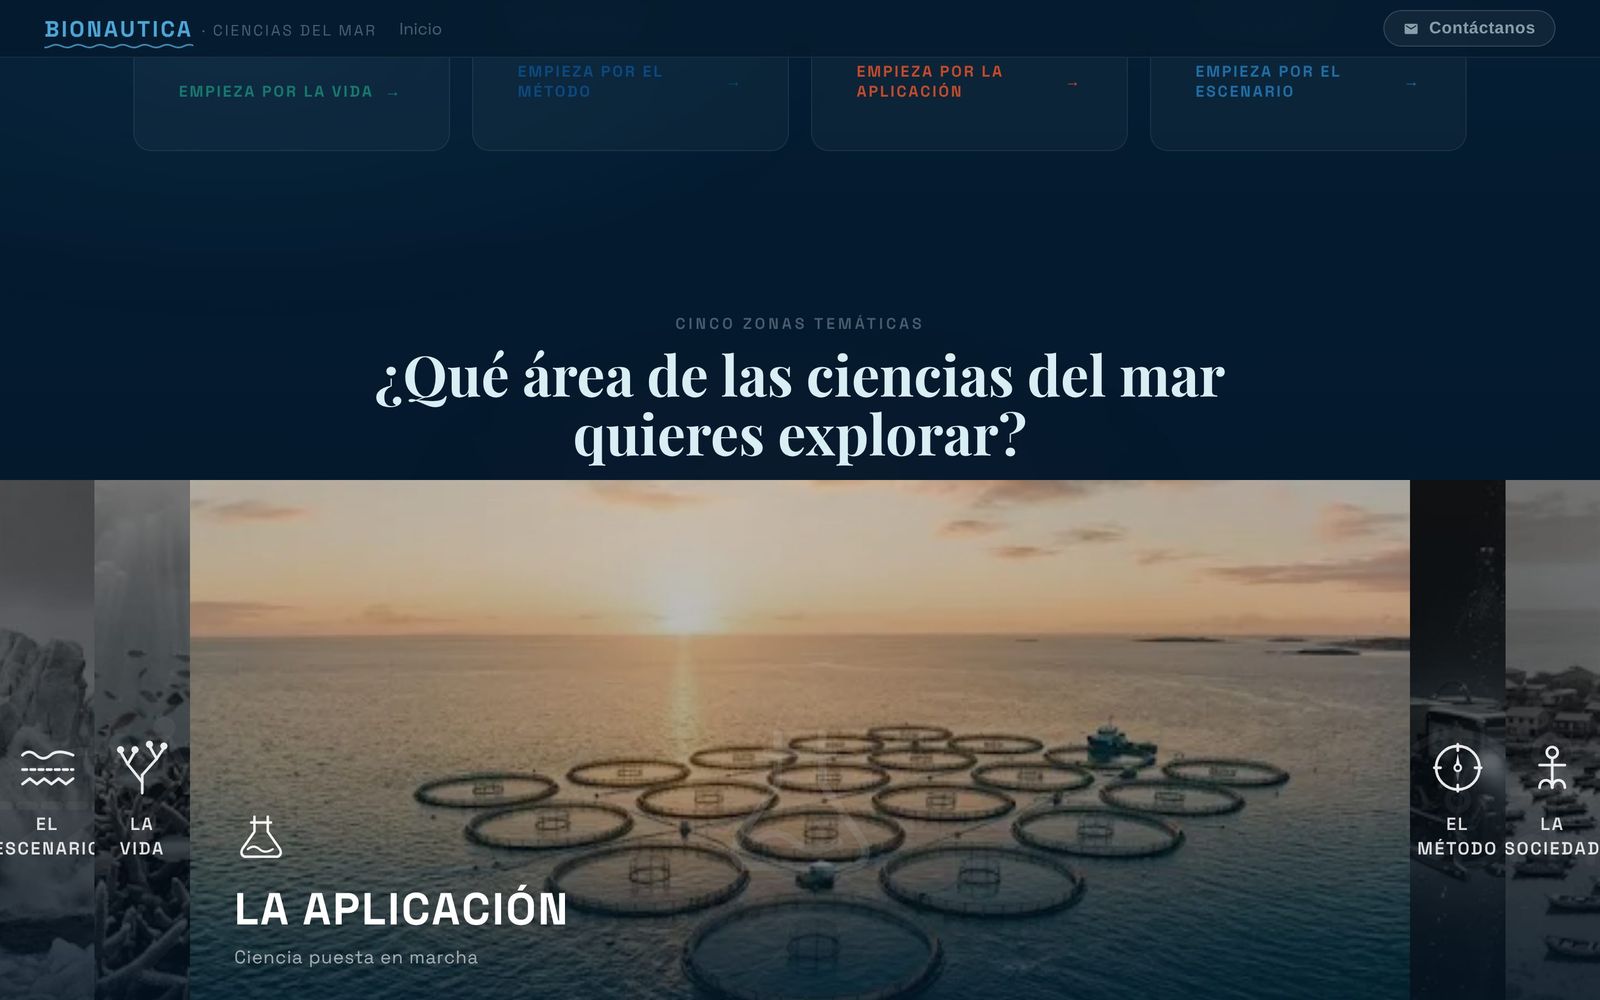 BIONAUTICA · CIENCIAS DEL MAR Inicio Contáctanos
EMPIEZA POR LA VIDA →
EMPIEZA POR EL
MÉTODO →
EMPIEZA POR LA
APLICACIÓN →
EMPIEZA POR EL
ESCENARIO →
CINCO ZONAS TEMÁTICAS
¿Qué área de las ciencias del mar
quieres explorar?
EL
ESCENARIO
LA
VIDA
LA APLICACIÓN
Ciencia puesta en marcha
EL
MÉTODO
LA
SOCIEDAD